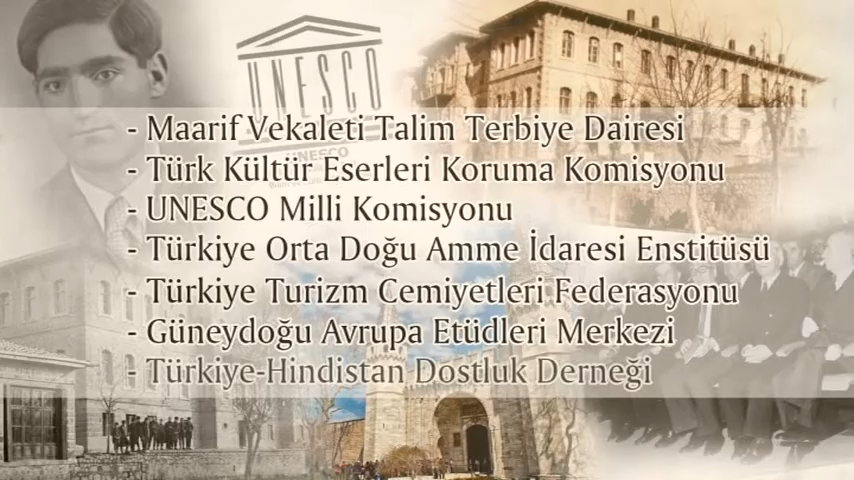 UNESCO
UNESCO
- Maarif Vekaleti Talim Terbiye Dairesi
- Türk Kültür Eserleri Koruma Komisyonu
- UNESCO Milli Komisyonu
- Türkiye Orta Doğu Amme İdaresi Enstitüsü
- Türkiye Turizm Cemiyetleri Federasyonu
- Güneydoğu Avrupa Etüdleri Merkezi
- Türkiye-Hindistan Dostluk Derneği